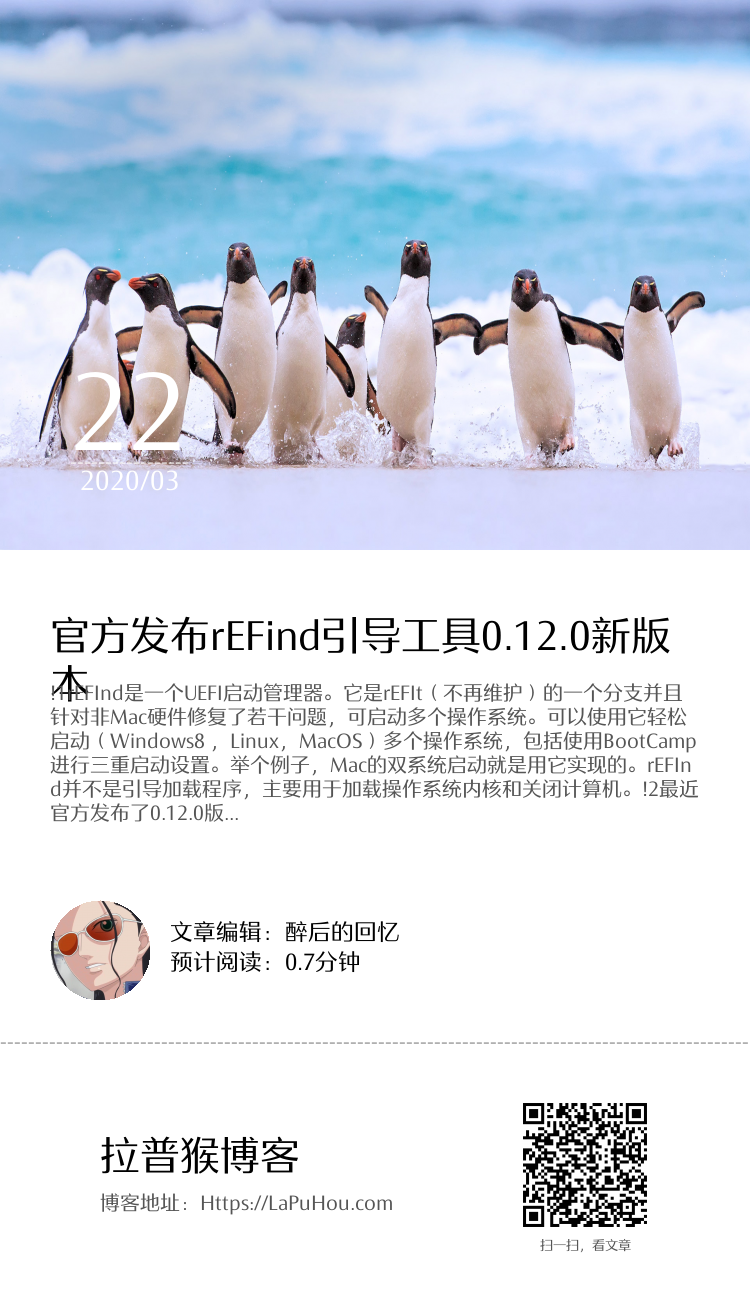 22
2020/03
官方发布rEFind引导工具0.12.0新版
本
!1rEFInd是一个UEFI启动管理器。它是rEFIt（不再维护）的一个分支并且
针对非Mac硬件修复了若干问题，可启动多个操作系统。可以使用它轻松
启动（Windows8 ，Linux，MacOS）多个操作系统，包括使用BootCamp
进行三重启动设置。举个例子，Mac的双系统启动就是用它实现的。rEFIn
d并不是引导加载程序，主要用于加载操作系统内核和关闭计算机。!2最近
官方发布了0.12.0版...
文章编辑：醉后的回忆
预计阅读：0.7分钟
拉普猴博客
博客地址：Https://LaPuHou.com
扫一扫，看文章